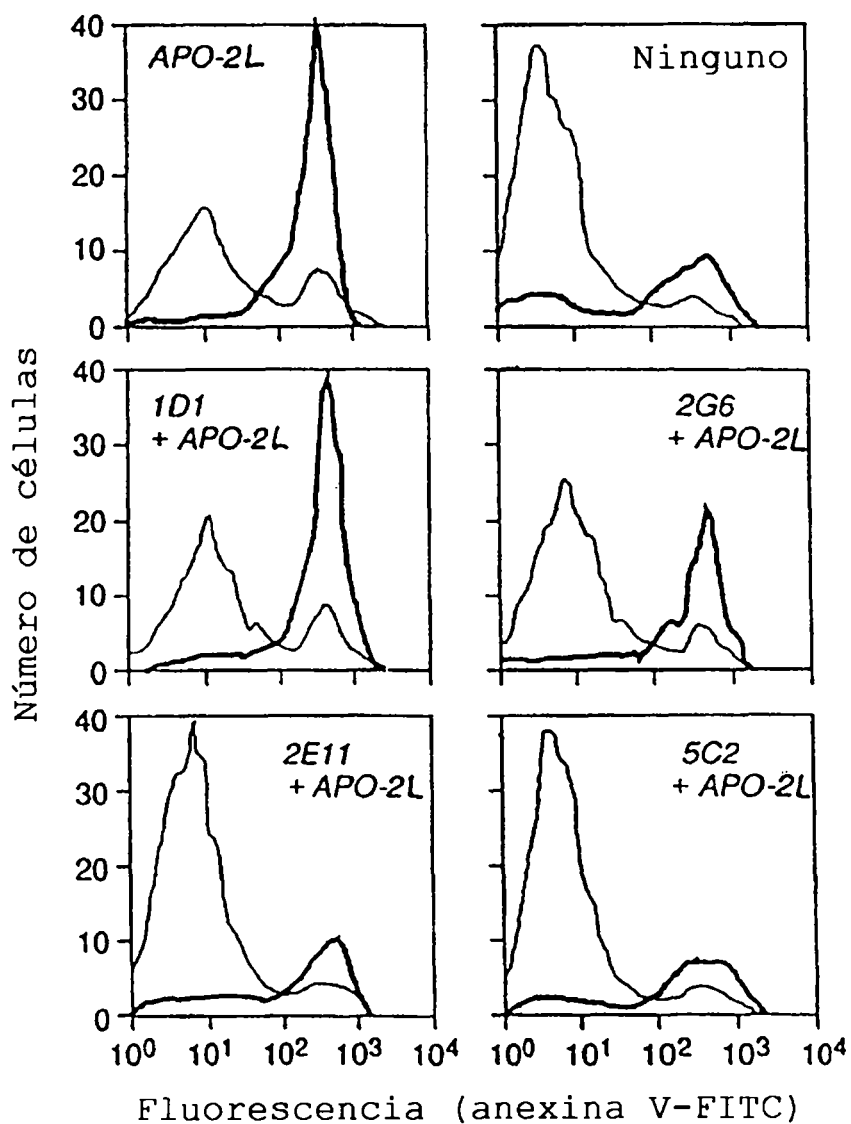 APO-2L
Ninguno
40
30
20
10
0
1D1
+ APO-2L
2G6
+ APO-2L
40
30
20
10
0
2E11
+ APO-2L
5C2
+ APO-2L
40
30
20
10
0
10⁰ 10¹ 10² 10³ 10⁴
10⁰ 10¹ 10² 10³ 10⁴
Número de células
Fluorescencia (anexina V-FITC)